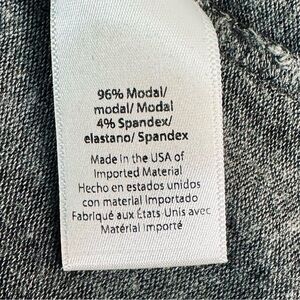 96% Modal/
modal/ Modal
4% Spandex/
elastano/ Spandex
Made in the USA of
Imported Material
Hecho en estados unidos
con material Importado
Fabriqué aux États-Unis avec
Matérial Importé